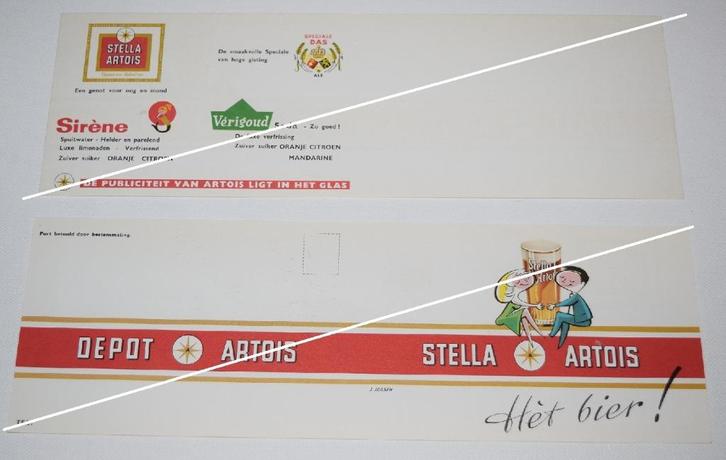 STELLA
ARTOIS
Een genot voor oog en mond
De smaakvolle Speciale
van hoge gisting
SPECIALE
DAS
ALE
Sirène
Spuitwater - Helder en parelend
Luxe limonaden - Verfrissend
Zuiver suiker ORANJE CITROEN
Vérigoud
- Zo goed!
De luxe verfrissing
Zuiver suiker ORANJE CITROEN
MANDARINE
DE PUBLICITEIT VAN ARTOIS LIGT IN HET GLAS
Port betaald door bestemmeling.
Stella
Artois
DEPOT ARTOIS STELLA ARTOIS
Hèt bier!